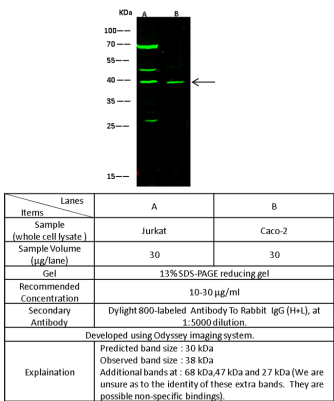 KDa
A B
100
70
55
40
35
25
15
Lanes
Items
A
B
Sample
(whole cell lysate )
Jurkat
Caco-2
Sample Volume
(μg/lane)
30
30
Gel
13%SDS-PAGE reducing gel
Recommended
Concentration
10-30 μg/ml
Secondary
Antibody
Dylight 800-labeled Antibody To Rabbit IgG (H+L), at
1:5000 dilution.
Developed using Odyssey imaging system.
Explaination
Predicted band size : 30 kDa
Observed band size : 38 kDa
Additional bands at : 68 kDa,47 kDa and 27 kDa (We are
unsure as to the identity of these extra bands. They are
possible non-specific bindings).